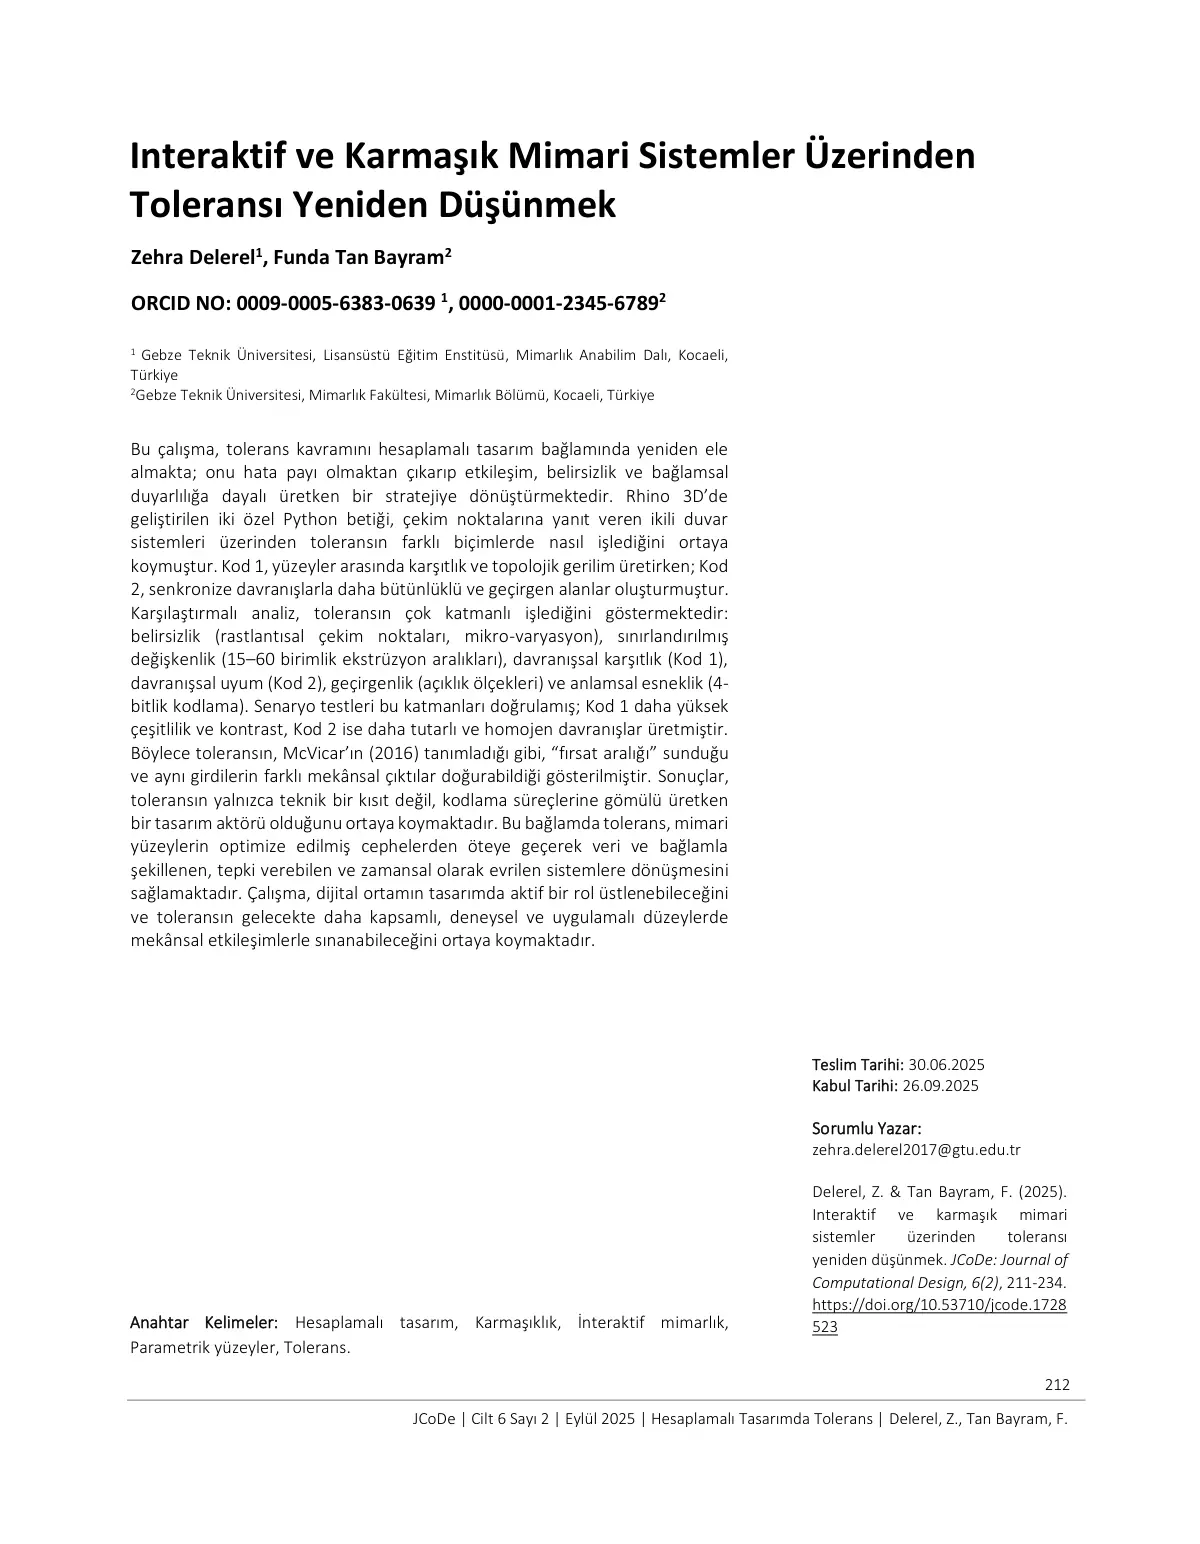 Interaktif ve Karmaşık Mimari Sistemler Üzerinden
Toleransı Yeniden Düşünmek
Zehra Delerel¹, Funda Tan Bayram²
ORCID NO: 0009-0005-6383-0639 ¹, 0000-0001-2345-6789²
¹ Gebze Teknik Üniversitesi, Lisansüstü Eğitim Enstitüsü, Mimarlık Anabilim Dalı, Kocaeli,
Türkiye
²Gebze Teknik Üniversitesi, Mimarlık Fakültesi, Mimarlık Bölümü, Kocaeli, Türkiye
Bu çalışma, tolerans kavramını hesaplamalı tasarım bağlamında yeniden ele
almakta; onu hata payı olmaktan çıkarıp etkileşim, belirsizlik ve bağlamsal
duyarlılığa dayalı üretken bir stratejiye dönüştürmektedir. Rhino 3D’de
geliştirilen iki özel Python betiği, çekim noktalarına yanıt veren ikili duvar
sistemleri üzerinden toleransın farklı biçimlerde nasıl işlediğini ortaya
koymuştur. Kod 1, yüzeyler arasında karşıtlık ve topolojik gerilim üretirken; Kod
2, senkronize davranışlarla daha bütünlüklü ve geçirgen alanlar oluşturmuştur.
Karşılaştırmalı analiz, toleransın çok katmanlı işlediğini göstermektedir:
belirsizlik (rastlantısal çekim noktaları, mikro-varyasyon), sınırlandırılmış
değişkenlik (15–60 birimlik ekstrüzyon aralıkları), davranışsal karşıtlık (Kod 1),
davranışsal uyum (Kod 2), geçirgenlik (açıklık ölçekleri) ve anlamsal esneklik (4-
bitlik kodlama). Senaryo testleri bu katmanları doğrulamış; Kod 1 daha yüksek
çeşitlilik ve kontrast, Kod 2 ise daha tutarlı ve homojen davranışlar üretmiştir.
Böylece toleransın, McVicar’ın (2016) tanımladığı gibi, “fırsat aralığı” sunduğu
ve aynı girdilerin farklı mekânsal çıktılar doğurabildiği gösterilmiştir. Sonuçlar,
toleransın yalnızca teknik bir kısıt değil, kodlama süreçlerine gömülü üretken
bir tasarım aktörü olduğunu ortaya koymaktadır. Bu bağlamda tolerans, mimari
yüzeylerin optimize edilmiş cephelerden öteye geçerek veri ve bağlamla
şekillenen, tepki verebilen ve zamansal olarak evrilen sistemlere dönüşmesini
sağlamaktadır. Çalışma, dijital ortamın tasarımda aktif bir rol üstlenebileceğini
ve toleransın gelecekte daha kapsamlı, deneysel ve uygulamalı düzeylerde
mekânsal etkileşimlerle sınanabileceğini ortaya koymaktadır.
Teslim Tarihi: 30.06.2025
Kabul Tarihi: 26.09.2025
Sorumlu Yazar:
zehra.delerel2017@gtu.edu.tr
Delerel, Z. & Tan Bayram, F. (2025).
Interaktif ve karmaşık mimari
sistemler üzerinden toleransı
yeniden düşünmek. JCoDe: Journal of
Computational Design, 6(2), 211-234.
https://doi.org/10.53710/jcode.1728
523
Anahtar Kelimeler: Hesaplamalı tasarım, Karmaşıklık, İnteraktif mimarlık,
Parametrik yüzeyler, Tolerans.
212
JCoDe | Cilt 6 Sayı 2 | Eylül 2025 | Hesaplamalı Tasarımda Tolerans | Delerel, Z., Tan Bayram, F.